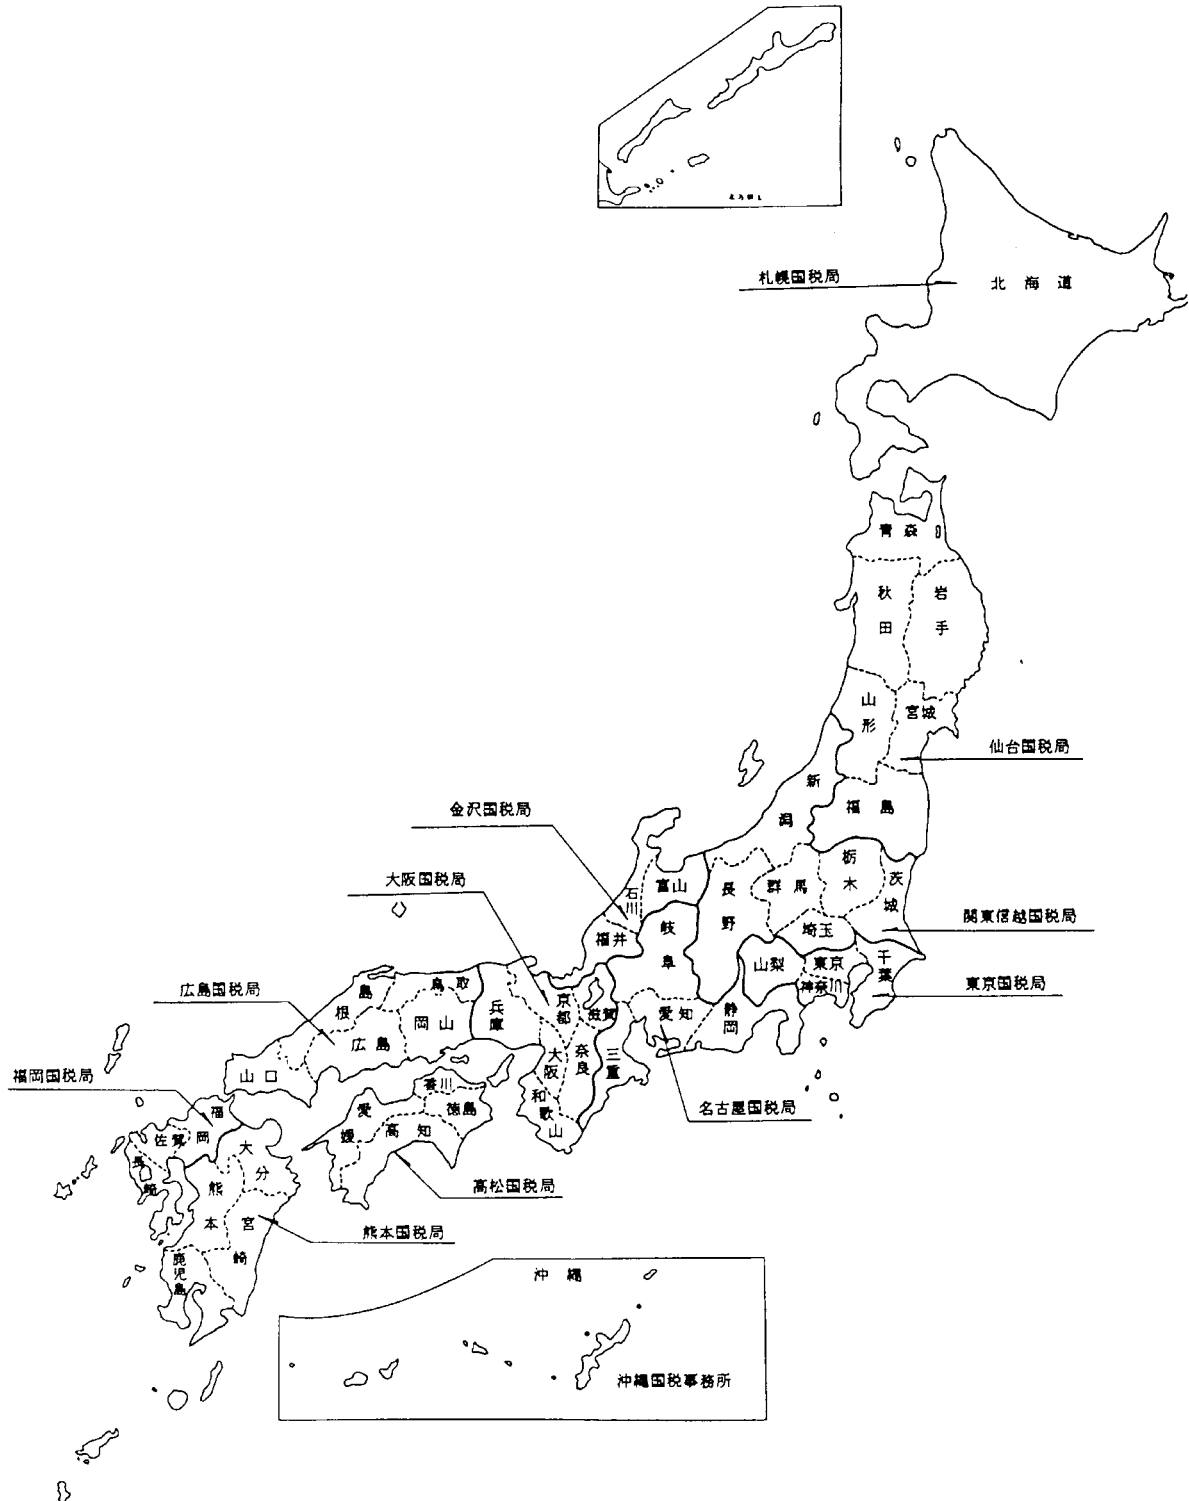 札幌国税局
北海道
青森
秋田
岩手
山形
宮城
仙台国税局
新潟
福島
金沢国税局
栃木
茨城
群馬
長野
富山
石川
大阪国税局
関東信越国税局
埼玉
福井
岐阜
山梨
東京
千葉
神奈川
東京国税局
広島国税局
鳥取
島根
岡山
兵庫
京都
滋賀
愛知
静岡
広島
山口
大阪
奈良
三重
福岡国税局
香川
徳島
愛媛
高知
和歌山
名古屋国税局
福岡
佐賀
長崎
大分
熊本
宮崎
高松国税局
熊本国税局
鹿児島
沖縄
沖縄国税事務所